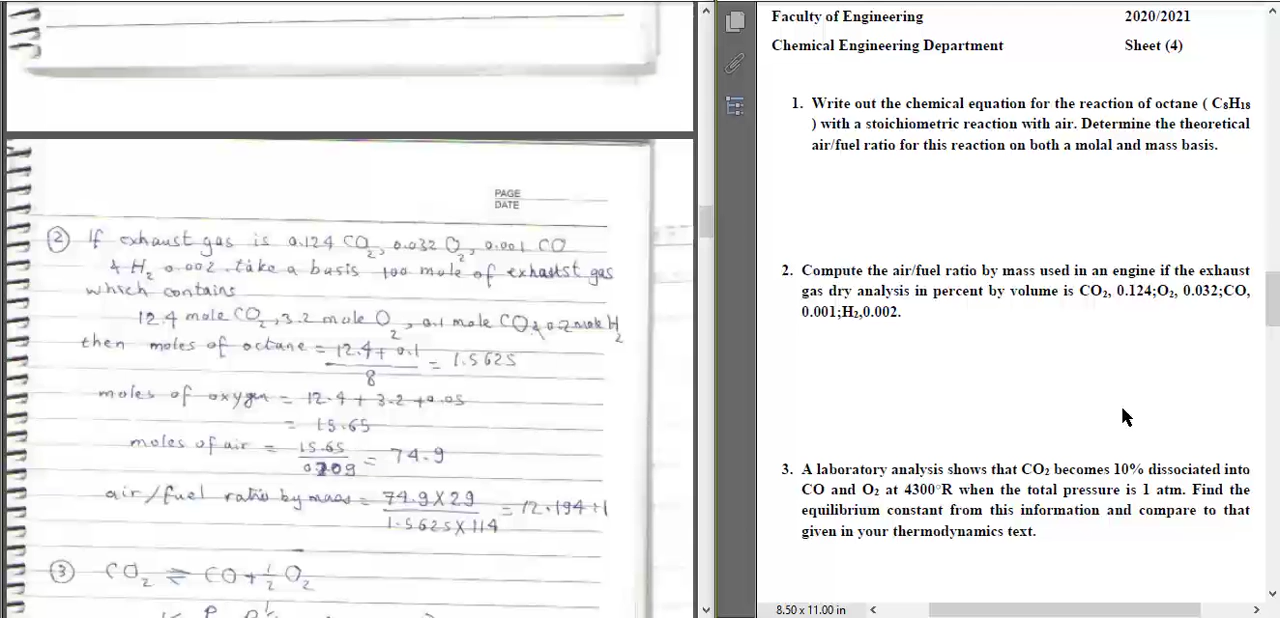 PAGE
DATE
② If exhaust gas is 0.124 CO2, 0.032 O2, 0.001 CO
& H2 0.002. take a basis 100 mole of exhaust gas
which contains
12.4 mole CO2, 3.2 mole O2, 0.1 mole CO & 0.2 mole H2
then moles of octane = 12.4 + 0.1 / 8 = 1.5625
moles of oxygen = 12.4 + 3.2 + 0.05
= 15.65
moles of air = 15.65 / 0.209 = 74.9
air/fuel ratio by mass = 74.9 X 29 / 1.5625 X 114 = 12.194 : 1
③ CO2 ⇌ CO + 1/2 O2
Faculty of Engineering 2020/2021
Chemical Engineering Department Sheet (4)
1. Write out the chemical equation for the reaction of octane ( C8H18
) with a stoichiometric reaction with air. Determine the theoretical
air/fuel ratio for this reaction on both a molal and mass basis.
2. Compute the air/fuel ratio by mass used in an engine if the exhaust
gas dry analysis in percent by volume is CO2, 0.124;O2, 0.032;CO,
0.001;H2,0.002.
3. A laboratory analysis shows that CO2 becomes 10% dissociated into
CO and O2 at 4300°R when the total pressure is 1 atm. Find the
equilibrium constant from this information and compare to that
given in your thermodynamics text.
8.50 x 11.00 in